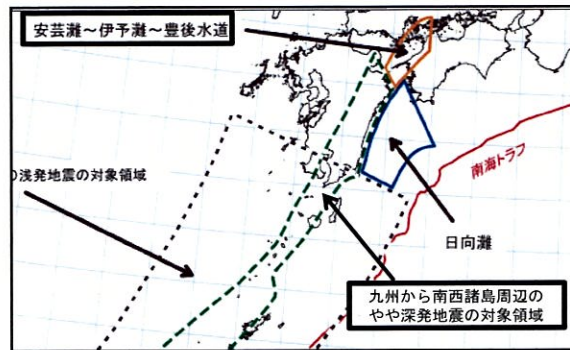 安芸灘～伊予灘～豊後水道
の浅発地震の対象領域
南海トラフ
日向灘
九州から南西諸島周辺の
やや深発地震の対象領域